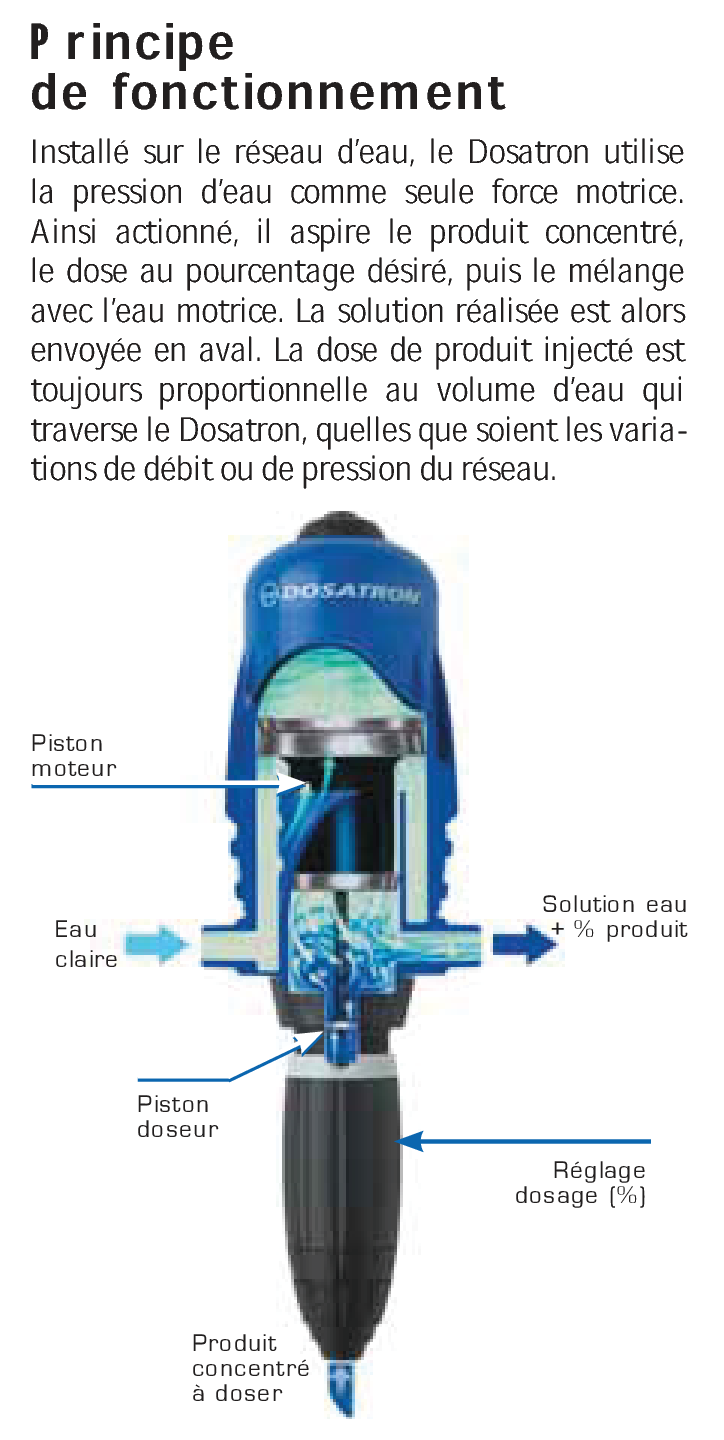 Principe
de fonctionnement
Installé sur le réseau d’eau, le Dosatron utilise
la pression d’eau comme seule force motrice.
Ainsi actionné, il aspire le produit concentré,
le dose au pourcentage désiré, puis le mélange
avec l’eau motrice. La solution réalisée est alors
envoyée en aval. La dose de produit injecté est
toujours proportionnelle au volume d’eau qui
traverse le Dosatron, quelles que soient les varia-
tions de débit ou de pression du réseau.
DOSATRON
Piston
moteur
Solution eau
+ % produit
Eau
claire
Piston
doseur
Réglage
dosage (%)
Produit
concentré
à doser